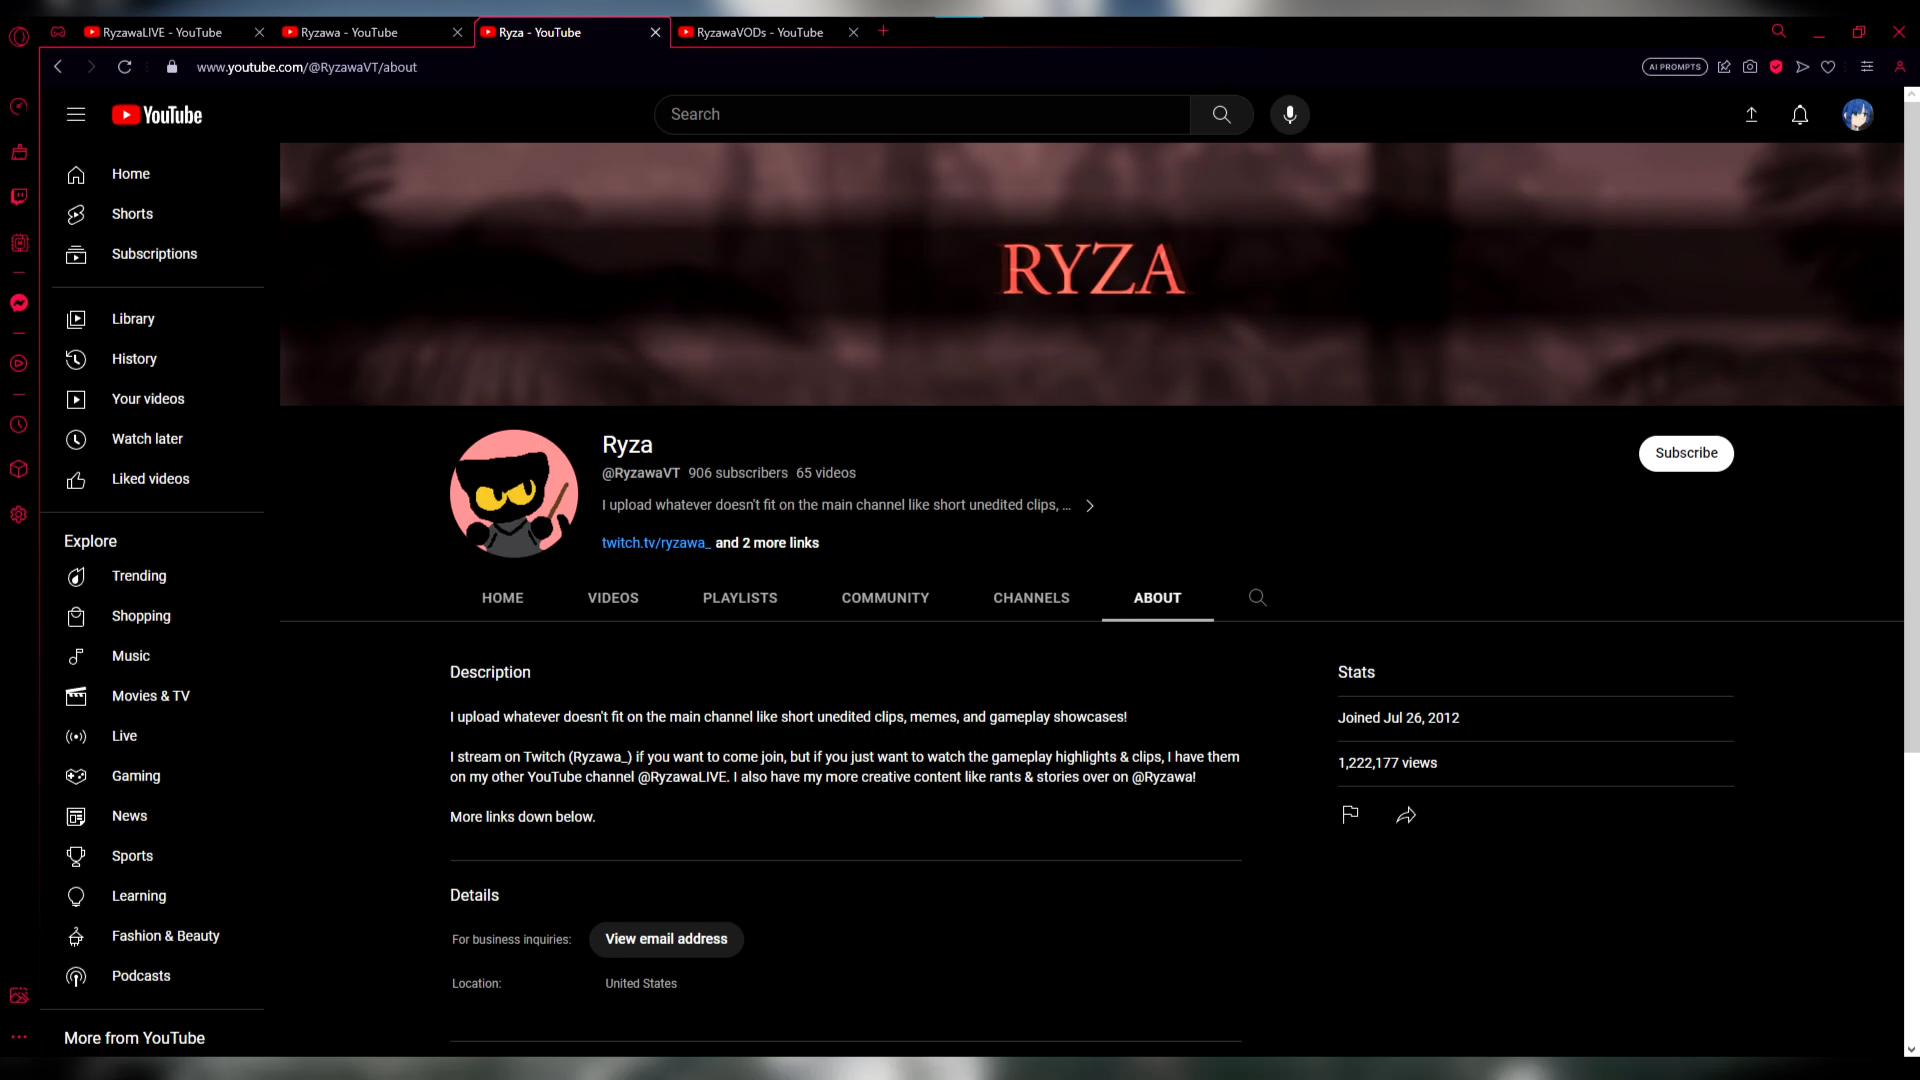 RyzawaLIVE - YouTube
Ryzawa - YouTube
Ryza - YouTube
RyzawaVODs - YouTube
www.youtube.com/@RyzawaVT/about
AI PROMPTS
YouTube
Search
Home
Shorts
Subscriptions
Library
History
Your videos
Watch later
Liked videos
Explore
Trending
Shopping
Music
Movies & TV
Live
Gaming
News
Sports
Learning
Fashion & Beauty
Podcasts
More from YouTube
RYZA
Ryza
@RyzawaVT 906 subscribers 65 videos
I upload whatever doesn't fit on the main channel like short unedited clips, ...
twitch.tv/ryzawa_ and 2 more links
Subscribe
HOME VIDEOS PLAYLISTS COMMUNITY CHANNELS ABOUT
Description
I upload whatever doesn't fit on the main channel like short unedited clips, memes, and gameplay showcases!
I stream on Twitch (Ryzawa_) if you want to come join, but if you just want to watch the gameplay highlights & clips, I have them
on my other YouTube channel @RyzawaLIVE. I also have my more creative content like rants & stories over on @Ryzawa!
More links down below.
Details
For business inquiries: View email address
Location: United States
Stats
Joined Jul 26, 2012
1,222,177 views